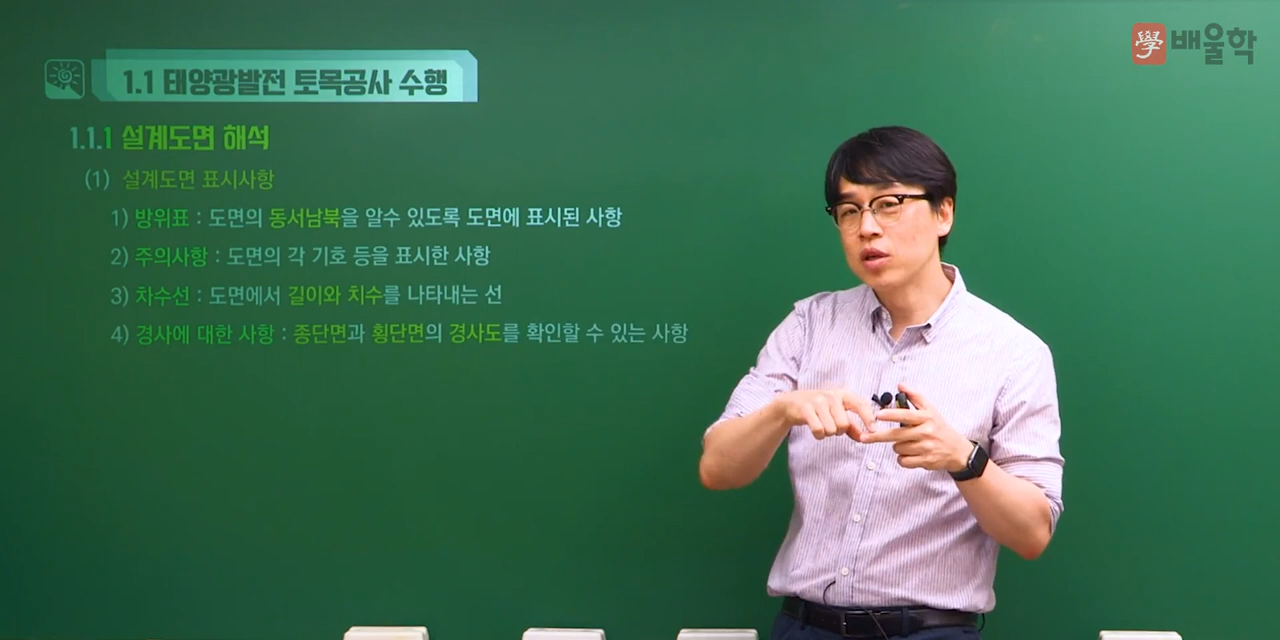 學 배울학
1.1 태양광발전 토목공사 수행
1.1.1 설계도면 해석
(1) 설계도면 표시사항
1) 방위표 : 도면의 동서남북을 알수 있도록 도면에 표시된 사항
2) 주의사항 : 도면의 각 기호 등을 표시한 사항
3) 차수선 : 도면에서 길이와 치수를 나타내는 선
4) 경사에 대한 사항 : 종단면과 횡단면의 경사도를 확인할 수 있는 사항